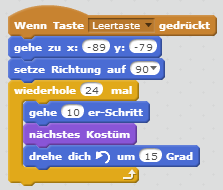 Wenn Taste Leertaste gedrückt
gehe zu x: -89 y: -79
setze Richtung auf 90
wiederhole 24 mal
gehe 10 er-Schritt
nächstes Kostüm
drehe dich um 15 Grad